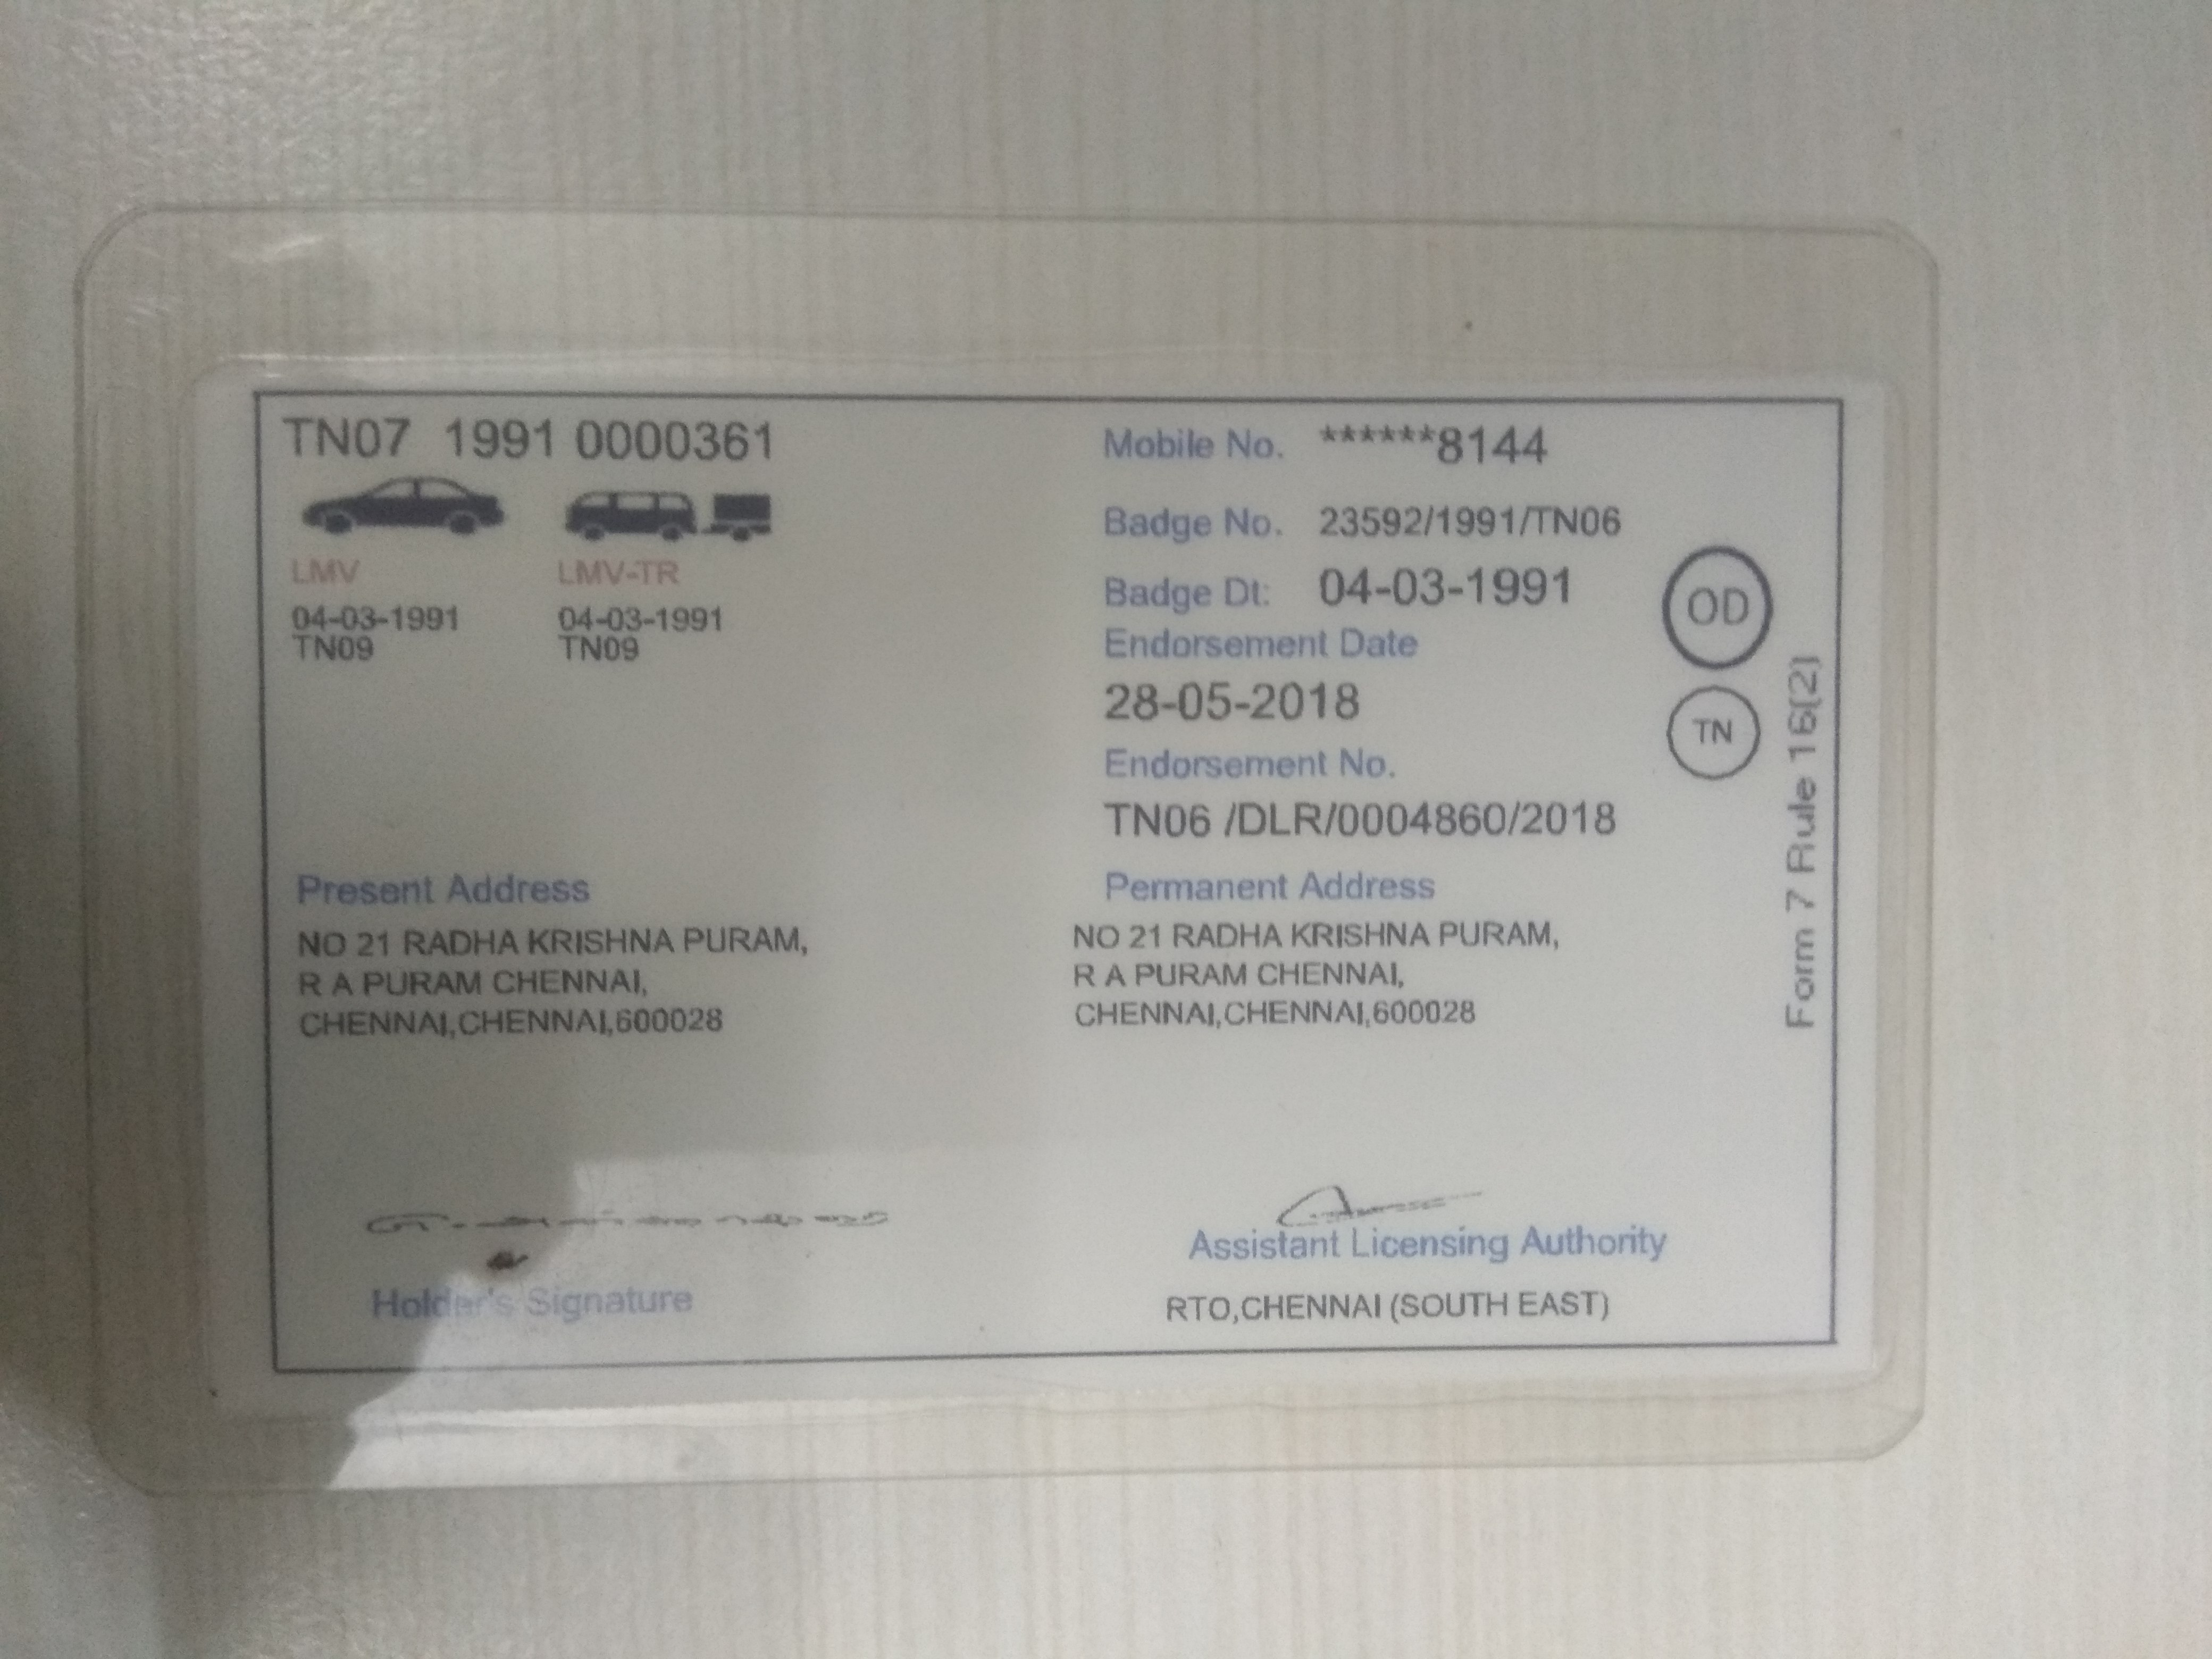 TN07 1991 0000361
LMV LMV-TR
04-03-1991 04-03-1991
TN09 TN09
Mobile No. ******8144
Badge No. 23592/1991/TN06
Badge Dt: 04-03-1991
Endorsement Date
28-05-2018
Endorsement No.
TN06 /DLR/0004860/2018
OD
TN
Form 7 Rule 16(2)
Present Address
NO 21 RADHA KRISHNA PURAM,
R A PURAM CHENNAI,
CHENNAI,CHENNAI,600028
Permanent Address
NO 21 RADHA KRISHNA PURAM,
R A PURAM CHENNAI,
CHENNAI,CHENNAI,600028
Holder's Signature
Assistant Licensing Authority
RTO,CHENNAI (SOUTH EAST)